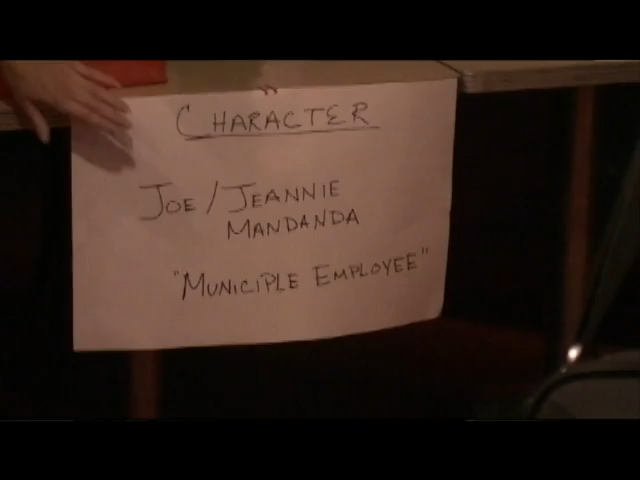 CHARACTER
JOE / JEANNIE
MANDANDA
"MUNICIPLE EMPLOYEE"